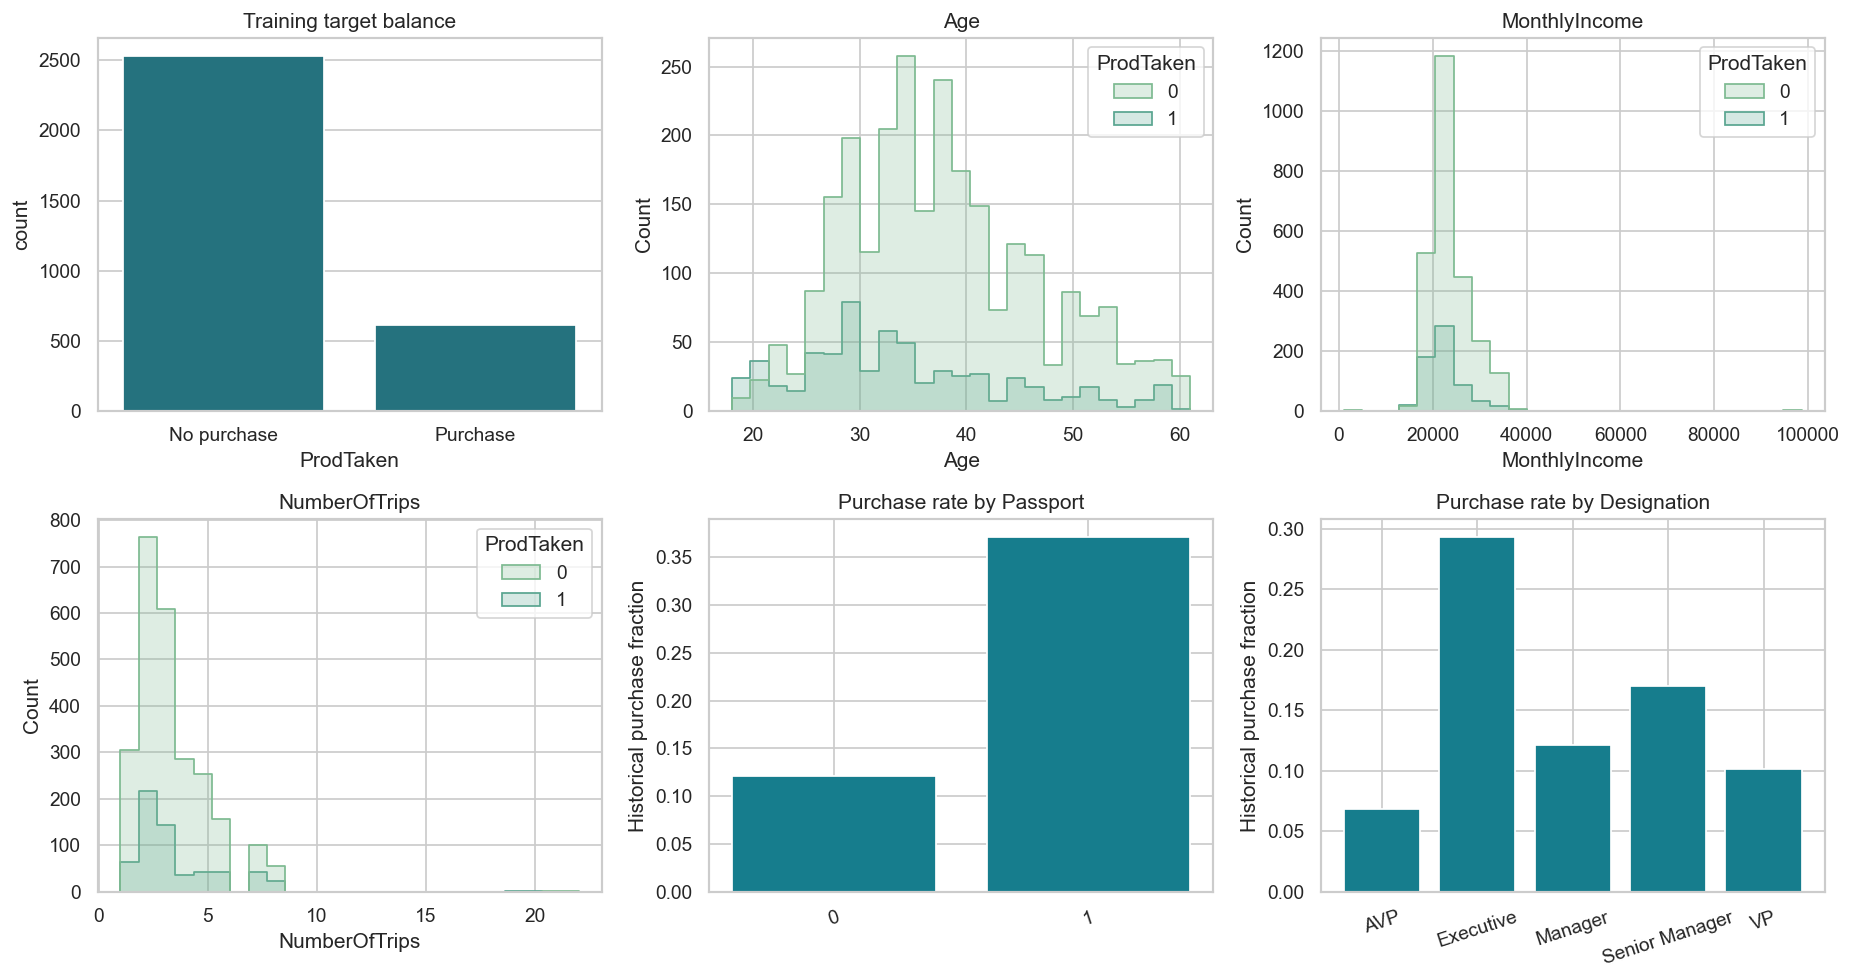 Training target balance
count
2500
2000
1500
1000
500
0
No purchase
Purchase
ProdTaken
Age
Count
250
200
150
100
50
0
20
30
40
50
60
Age
ProdTaken
0
1
MonthlyIncome
Count
1200
1000
800
600
400
200
0
0
20000
40000
60000
80000
100000
MonthlyIncome
ProdTaken
0
1
NumberOfTrips
Count
800
700
600
500
400
300
200
100
0
0
5
10
15
20
NumberOfTrips
ProdTaken
0
1
Purchase rate by Passport
Historical purchase fraction
0.35
0.30
0.25
0.20
0.15
0.10
0.05
0.00
0
1
Purchase rate by Designation
Historical purchase fraction
0.30
0.25
0.20
0.15
0.10
0.05
0.00
AVP
Executive
Manager
Senior Manager
VP